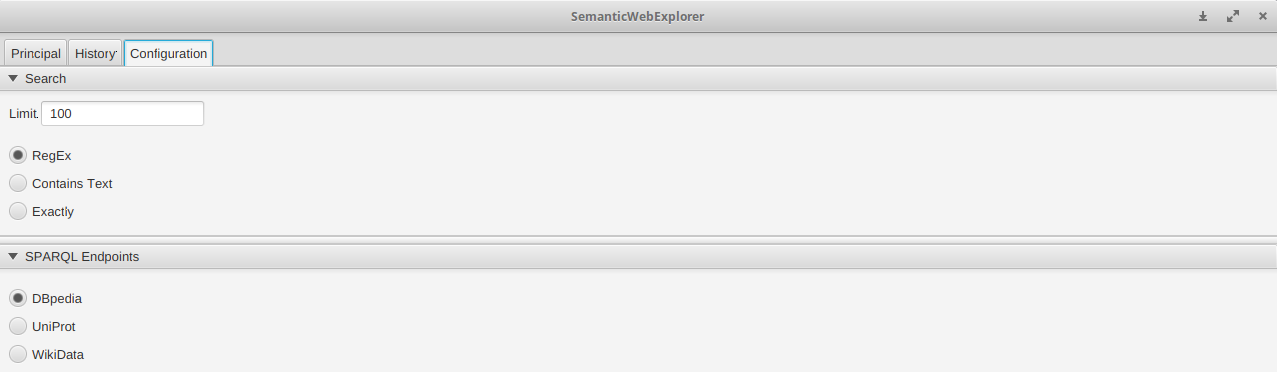 SemanticWebExplorer
Principal History Configuration
Search
Limit. 100
RegEx
Contains Text
Exactly
SPARQL Endpoints
DBpedia
UniProt
WikiData